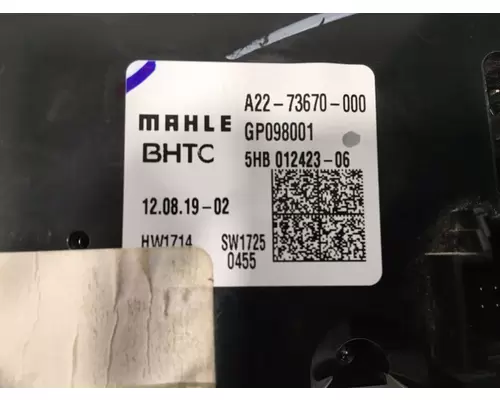 A22-73670-000
MAHLE GP098001
BHTC 5HB 012423-06
12.08.19-02
HW1714 SW1725
0455